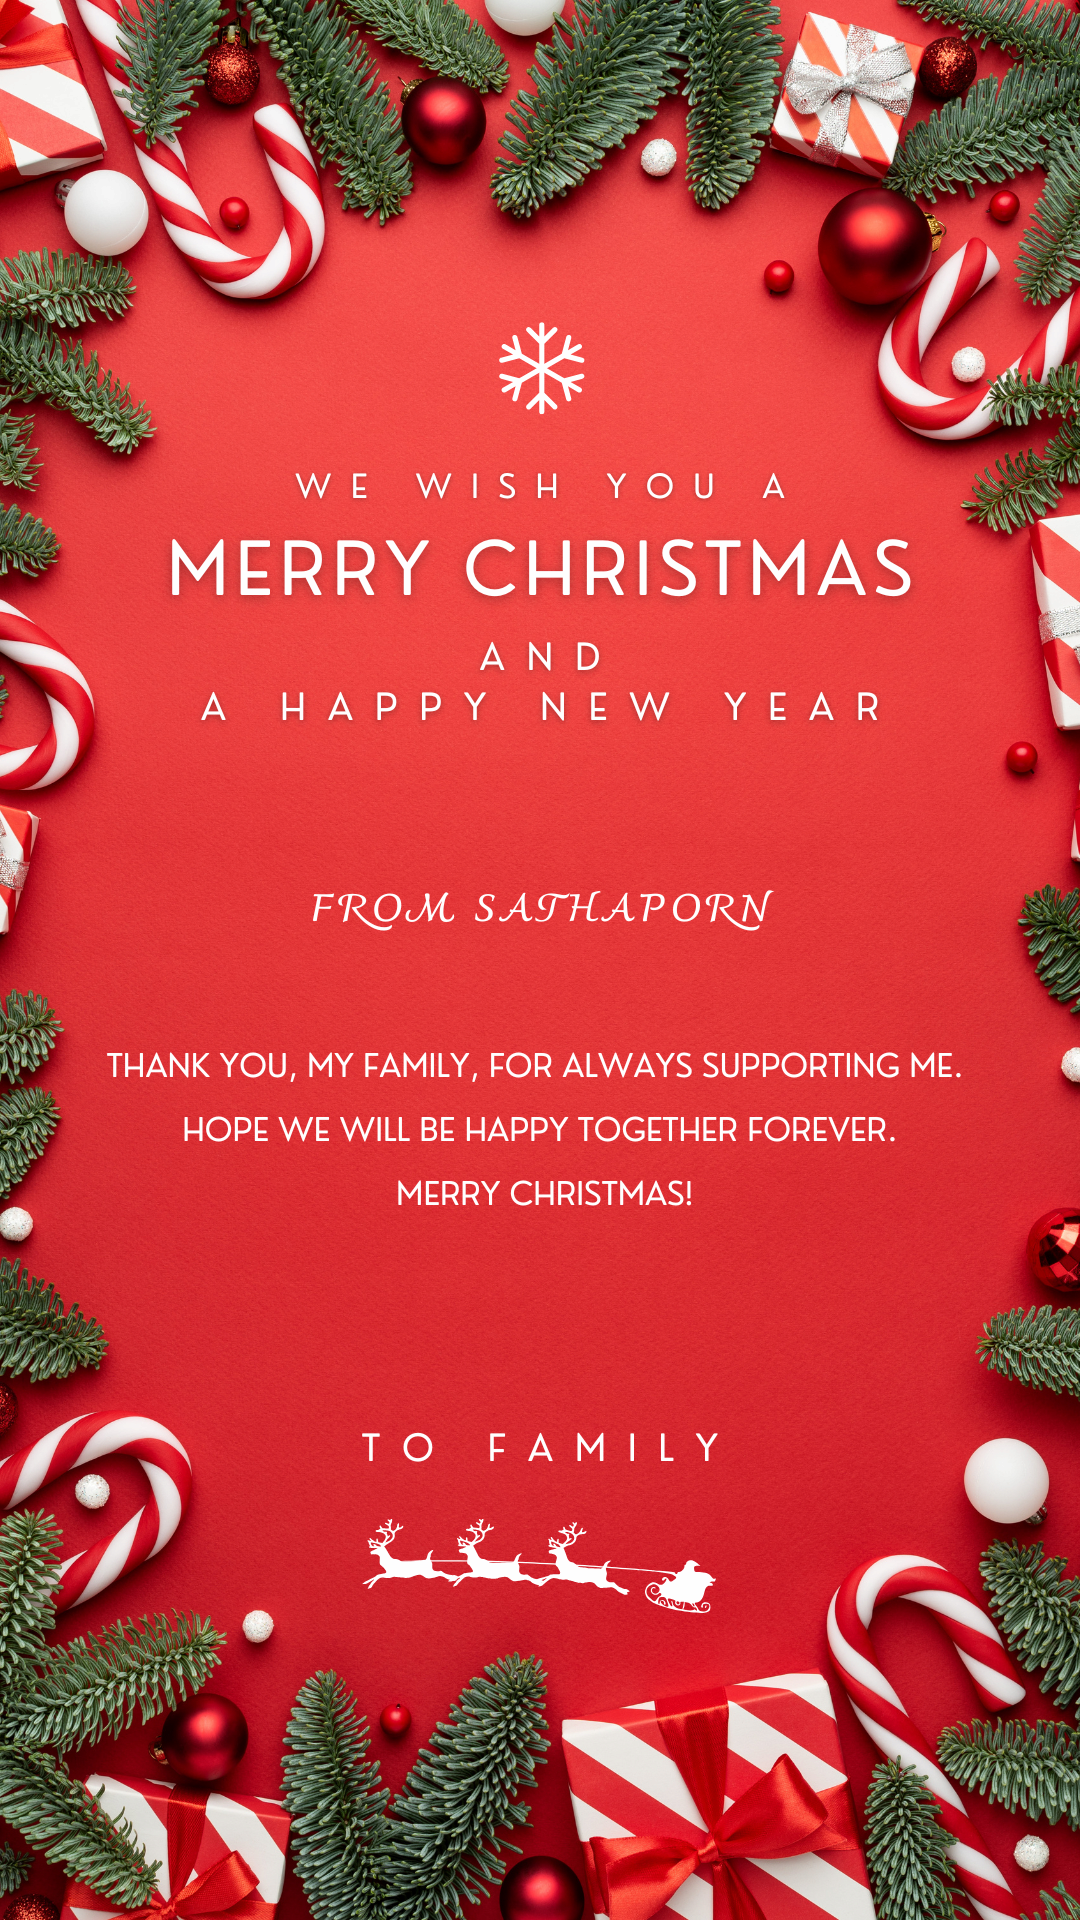 WE WISH YOU A
MERRY CHRISTMAS
AND
A HAPPY NEW YEAR
FROM SATHAPORN
THANK YOU, MY FAMILY, FOR ALWAYS SUPPORTING ME.
HOPE WE WILL BE HAPPY TOGETHER FOREVER.
MERRY CHRISTMAS!
TO FAMILY